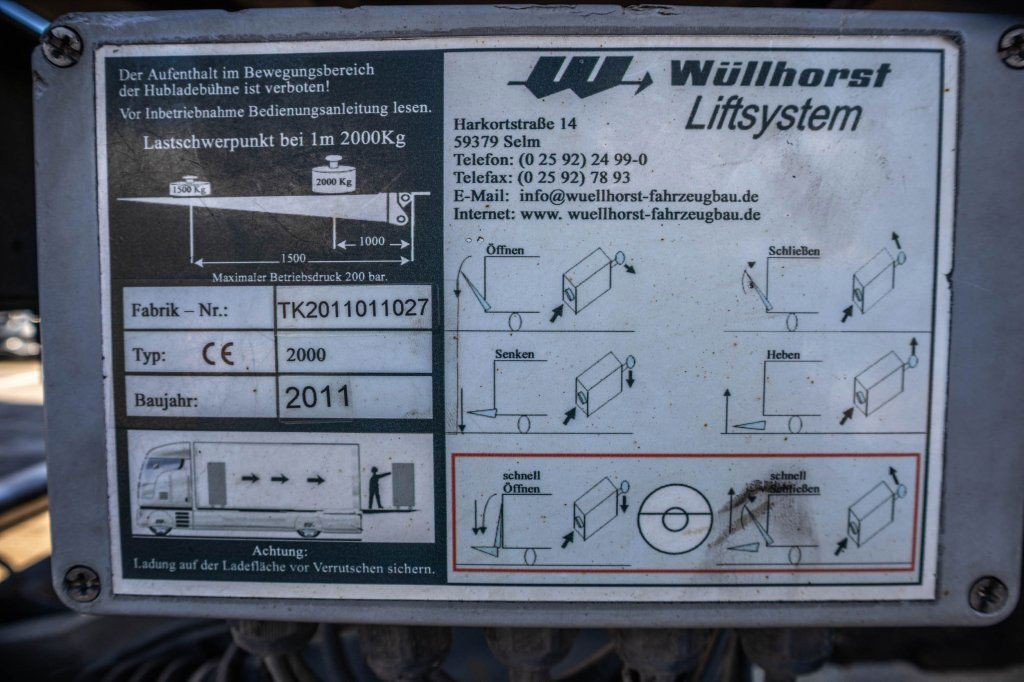 Der Aufenthalt im Bewegungsbereich
der Hubladebühne ist verboten!
Vor Inbetriebnahme Bedienungsanleitung lesen.
Lastschwerpunkt bei 1m 2000Kg
1500 Kg
2000 Kg
1000
1500
Maximaler Betriebsdruck 200 bar.
Fabrik – Nr.: TK2011011027
Typ: CE 2000
Baujahr: 2011
Achtung:
Ladung auf der Ladefläche vor Verrutschen sichern.
Wüllhorst
Liftsystem
Harkortstraße 14
59379 Selm
Telefon: (0 25 92) 24 99-0
Telefax: (0 25 92) 78 93
E-Mail: info@wuellhorst-fahrzeugbau.de
Internet: www. wuellhorst-fahrzeugbau.de
Öffnen
Schließen
Senken
Heben
schnell
Öffnen
schnell
Schließen